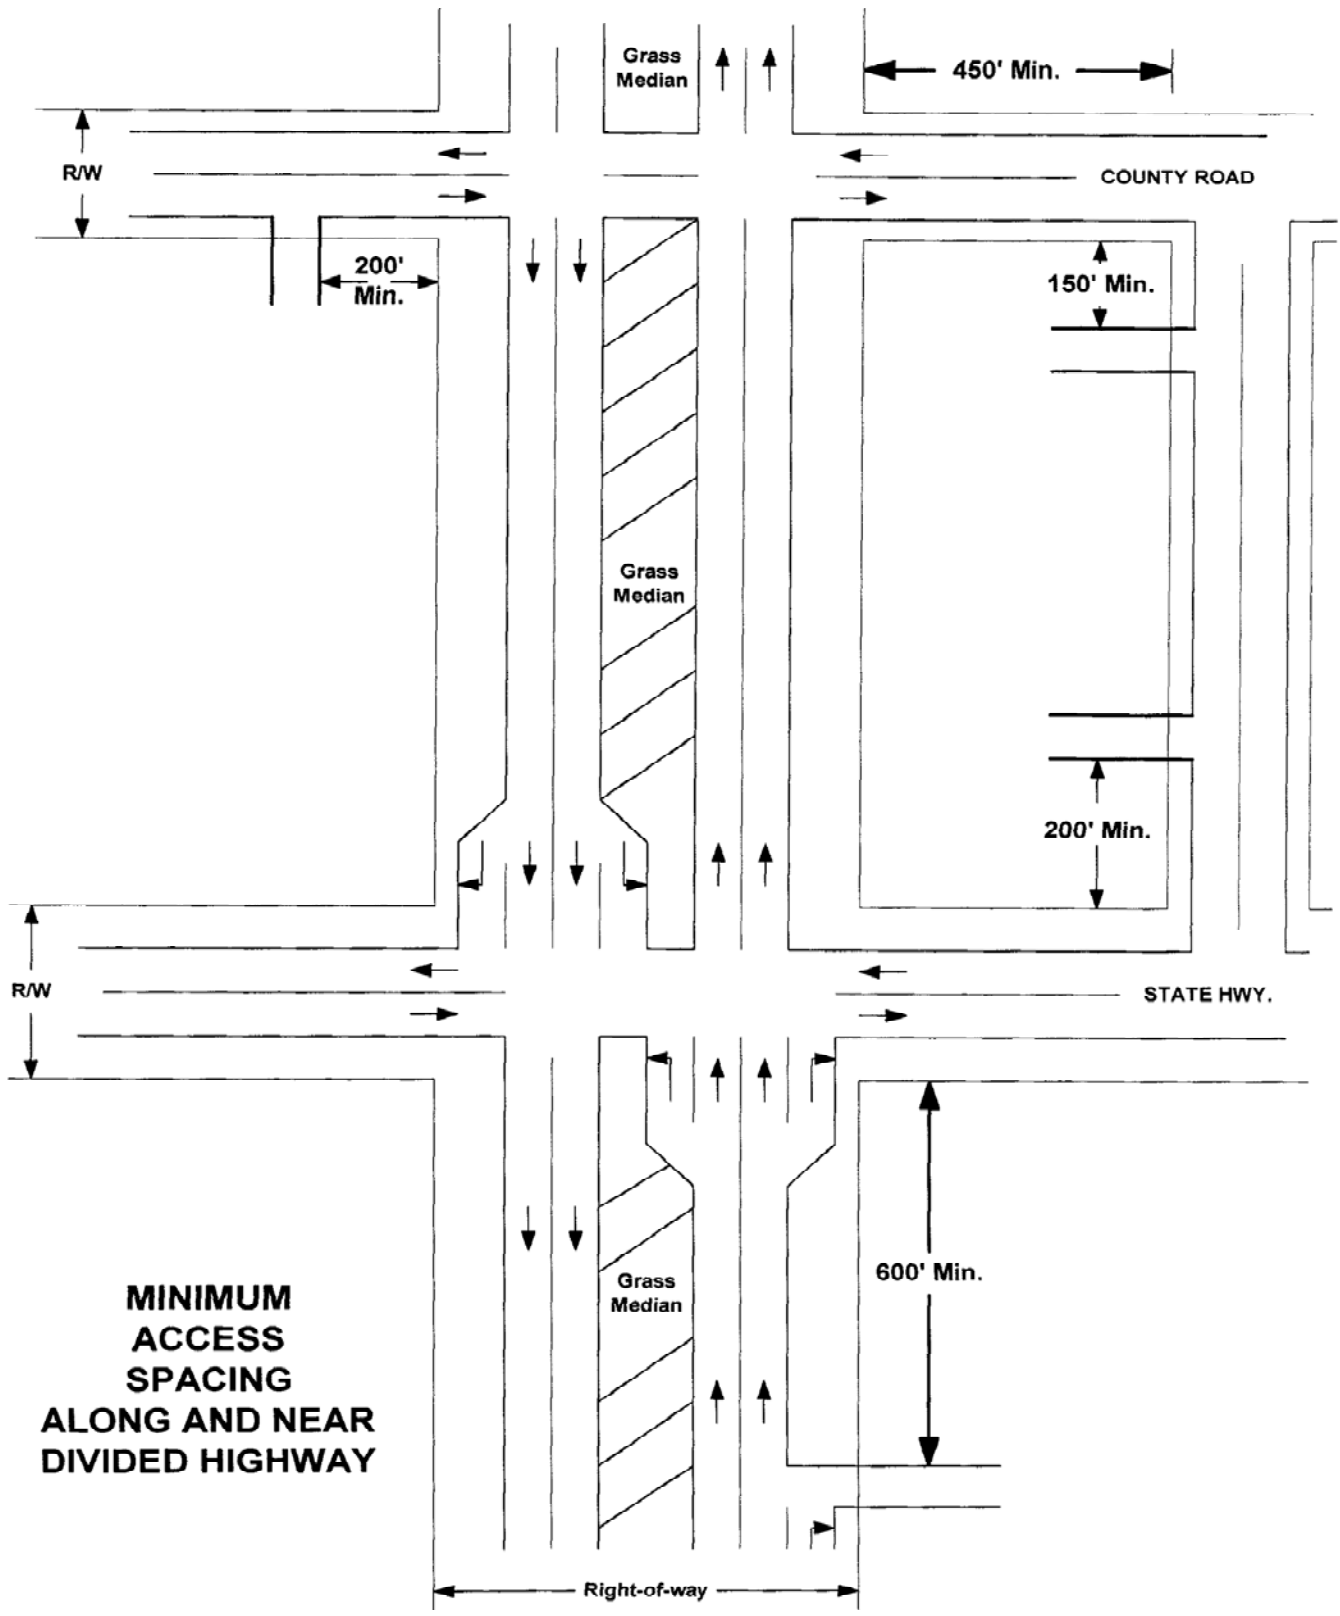 Grass
Median
450' Min.
R/W
COUNTY ROAD
200'
Min.
150' Min.
Grass
Median
200' Min.
R/W
STATE HWY.
600' Min.
Grass
Median
MINIMUM
ACCESS
SPACING
ALONG AND NEAR
DIVIDED HIGHWAY
Right-of-way